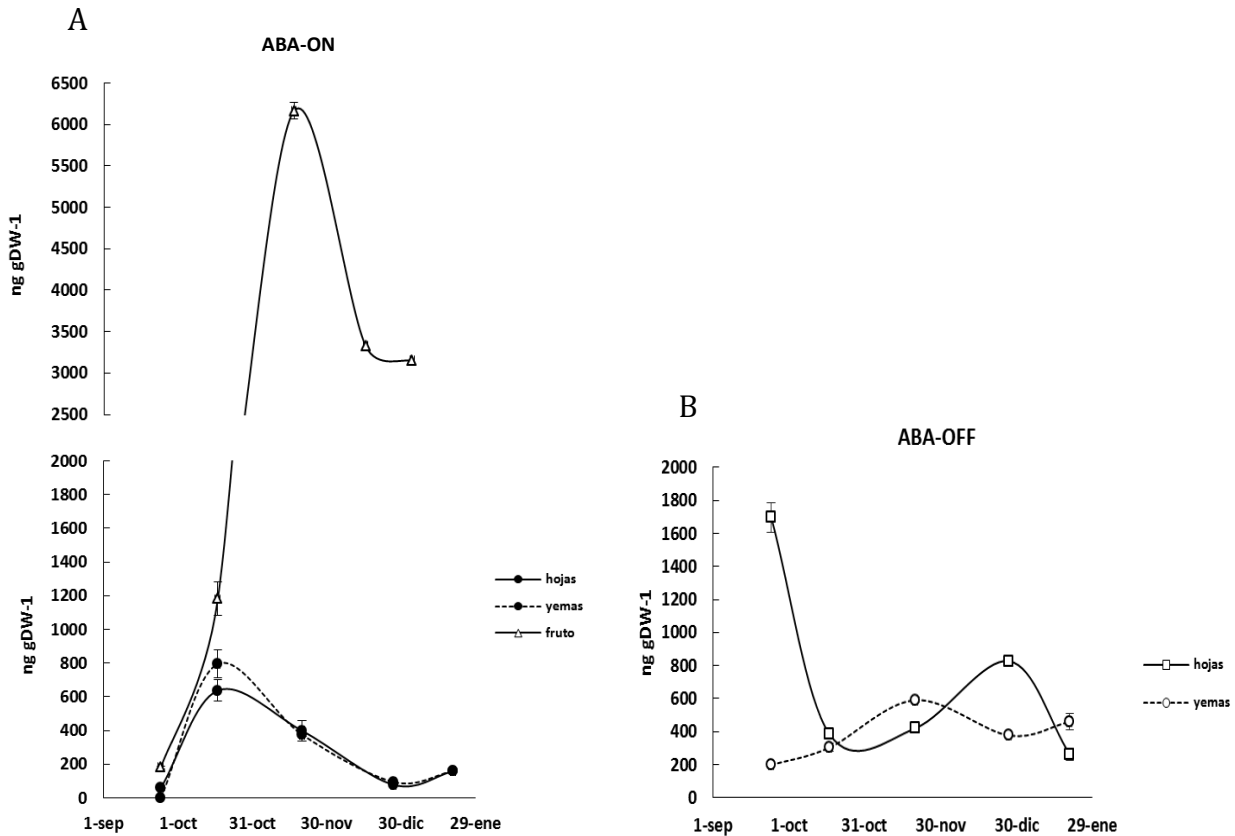 A
ABA-ON
6500
6000
5500
5000
4500
4000
3500
3000
2500
ng gDW-1
2000
1800
1600
1400
1200
1000
800
600
400
200
0
ng gDW-1
1-sep 1-oct 31-oct 30-nov 30-dic 29-ene
hojas
yemas
fruto
B
ABA-OFF
2000
1800
1600
1400
1200
1000
800
600
400
200
0
ng gDW-1
1-sep 1-oct 31-oct 30-nov 30-dic 29-ene
hojas
yemas